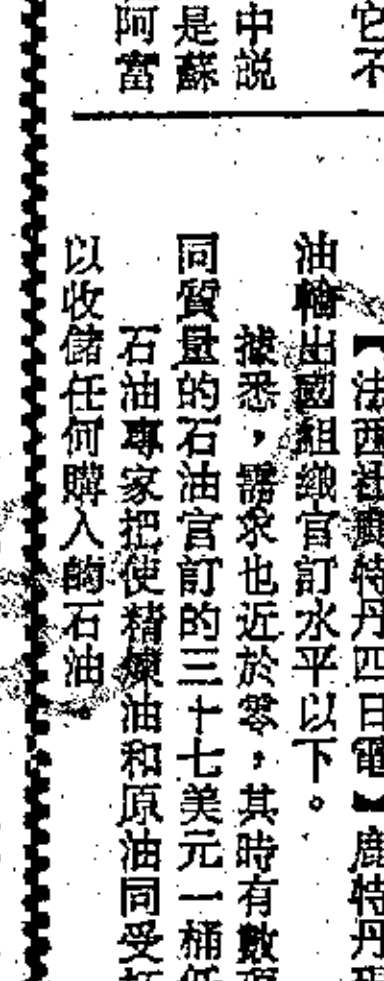 它不
中説
是蘇
阿富
【法西社鹿特丹四日電】鹿特丹現
油輸出國組織官訂水平以下。
據悉，需求也近於零，其時有數
同質量的石油官訂的三十七美元一桶低
石油專家把使精煉油和原油同受
以收儲任何購入的石油